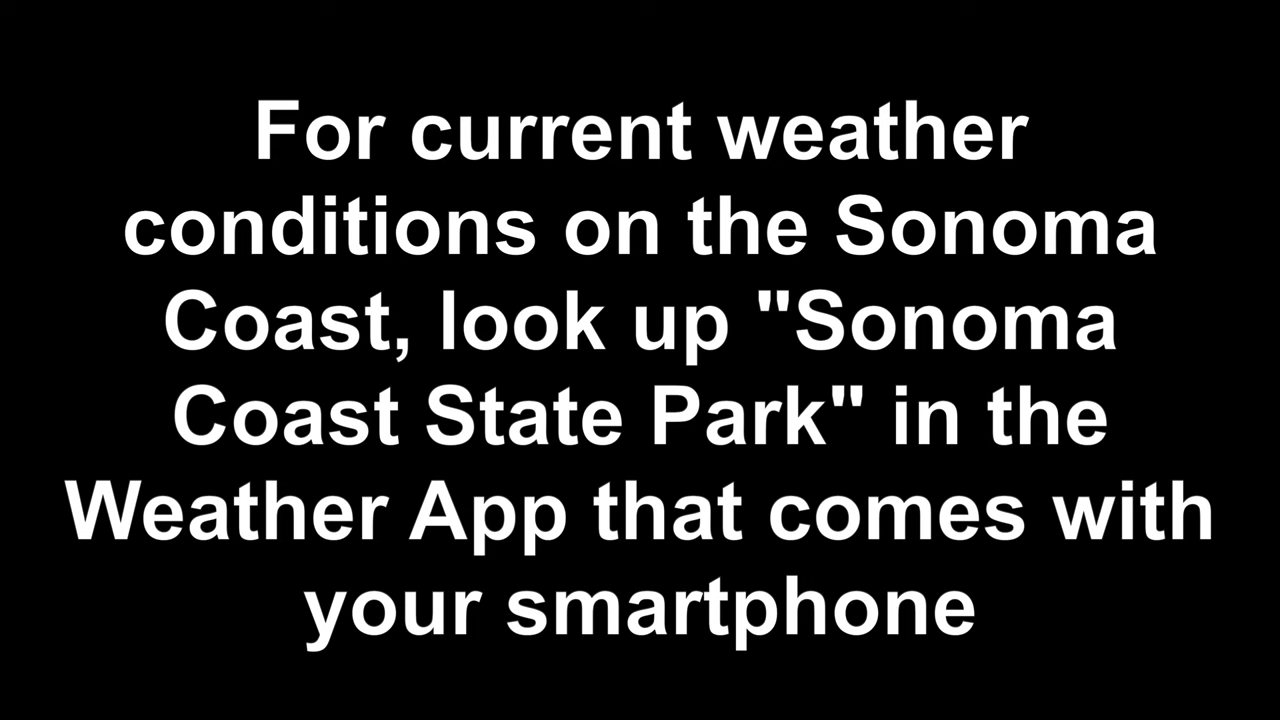 For current weather
conditions on the Sonoma
Coast, look up "Sonoma
Coast State Park" in the
Weather App that comes with
your smartphone